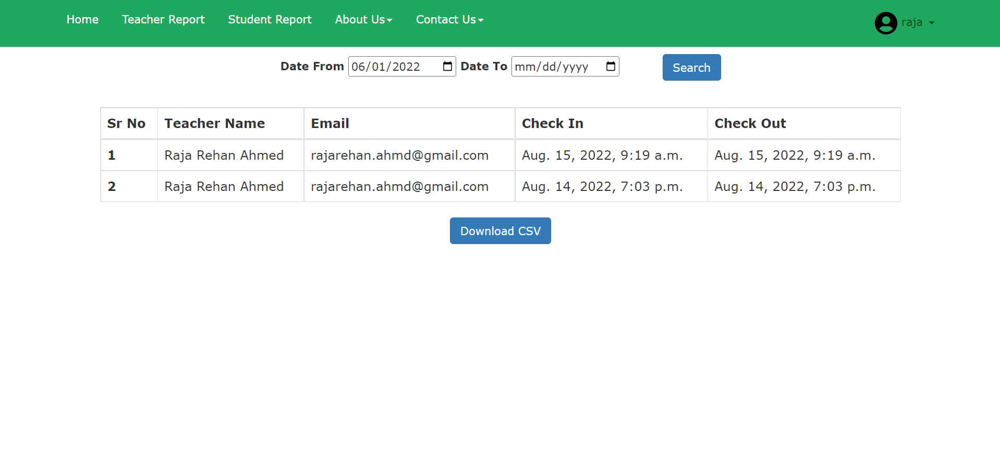 Home Teacher Report Student Report About Us Contact Us raja
Date From 06/01/2022 Date To mm/dd/yyyy Search
Sr No Teacher Name Email Check In Check Out
1 Raja Rehan Ahmed rajarehan.ahmd@gmail.com Aug. 15, 2022, 9:19 a.m. Aug. 15, 2022, 9:19 a.m.
2 Raja Rehan Ahmed rajarehan.ahmd@gmail.com Aug. 14, 2022, 7:03 p.m. Aug. 14, 2022, 7:03 p.m.
Download CSV